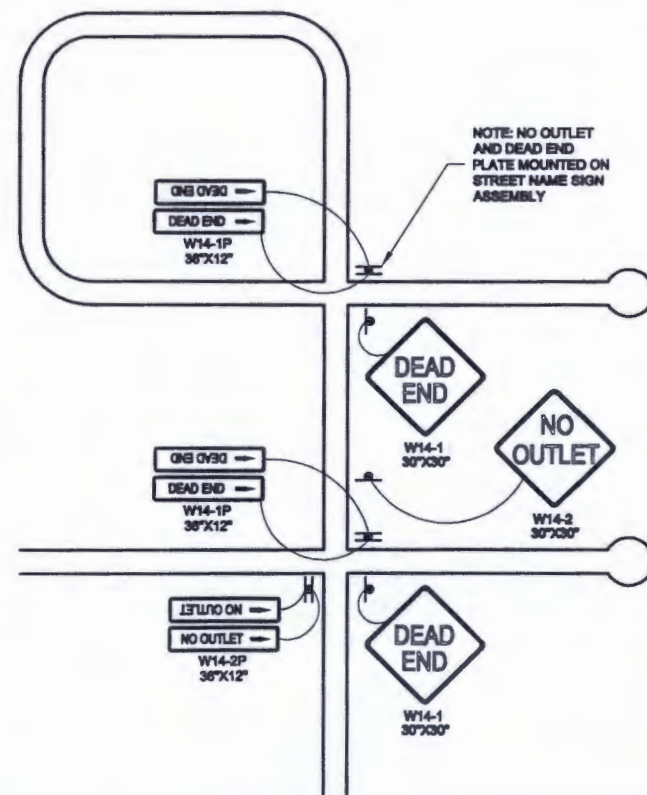 NOTE: NO OUTLET
AND DEAD END
PLATE MOUNTED ON
STREET NAME SIGN
ASSEMBLY
DEAD END
DEAD END
W14-1P
36"X12"
DEAD
END
W14-1
30"X30"
NO
OUTLET
W14-2
30"X30"
DEAD END
DEAD END
W14-1P
36"X12"
NO OUTLET
NO OUTLET
W14-2P
36"X12"
DEAD
END
W14-1
30"X30"